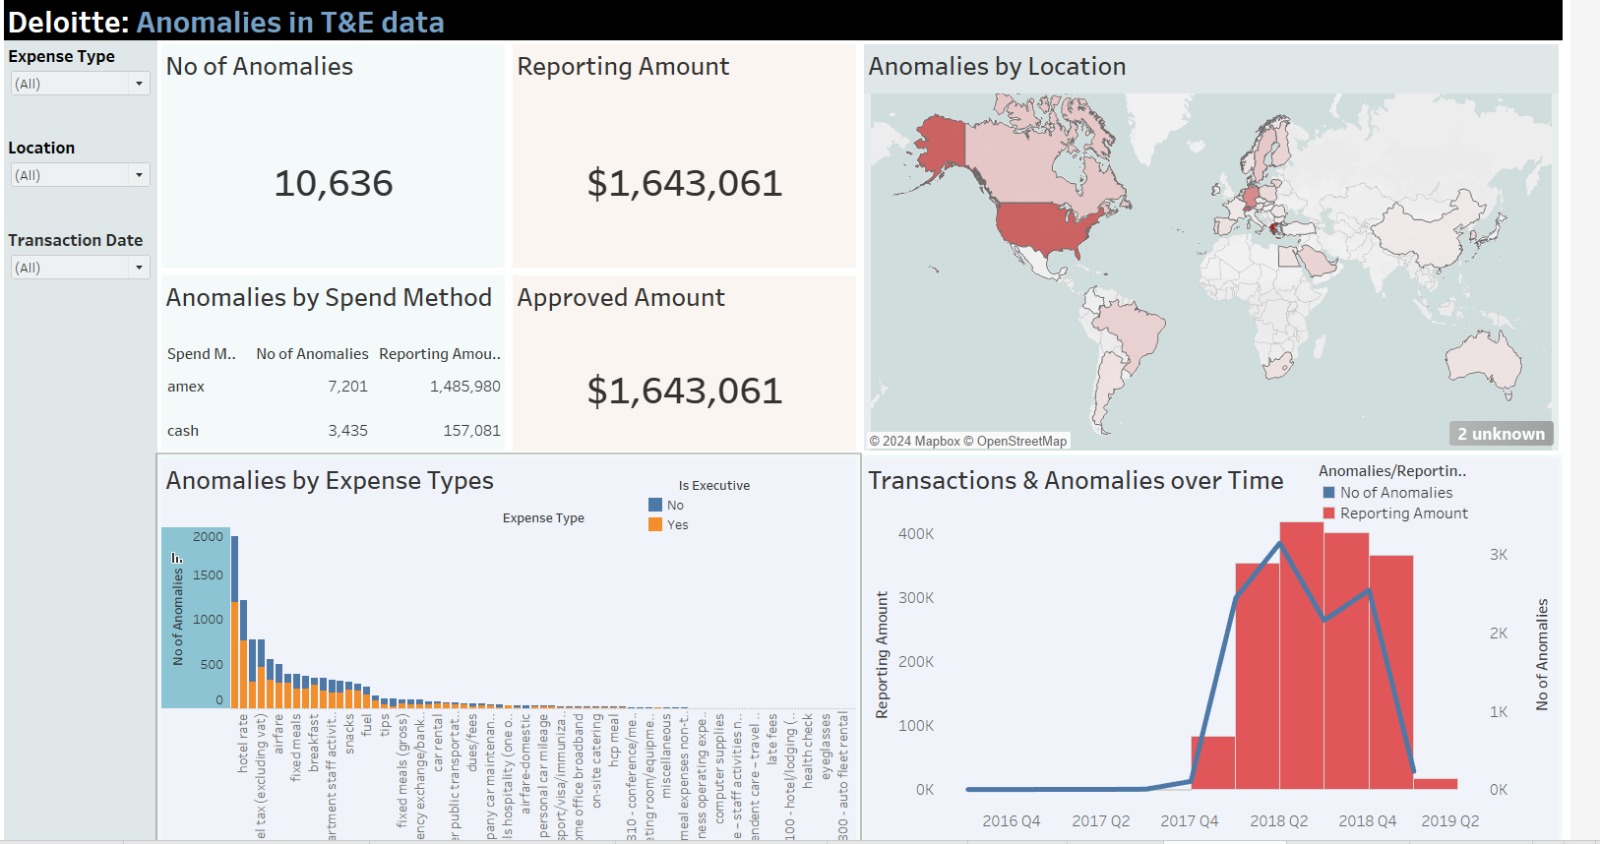 Deloitte: Anomalies in T&E data
Expense Type
(All)
Location
(All)
Transaction Date
(All)
No of Anomalies
10,636
Reporting Amount
$1,643,061
Anomalies by Spend Method
Spend M.. No of Anomalies Reporting Amou..
amex 7,201 1,485,980
cash 3,435 157,081
Approved Amount
$1,643,061
Anomalies by Location
© 2024 Mapbox © OpenStreetMap
2 unknown
Anomalies by Expense Types
Is Executive
No
Yes
Expense Type
No of Anomalies
2000
1500
1000
500
0
hotel rate
el tax (excluding vat)
airfare
fixed meals
breakfast
artment staff activit..
snacks
fuel
tips
fixed meals (gross)
ency exchange/bank..
car rental
er public transportat..
dues/fees
pany car maintenan..
ls hospitality (one o..
airfare-domestic
personal car mileage
sport/visa/immuniza..
ome office broadband
on-site catering
hcp meal
310 - conference/me..
eting room/equipme..
miscellaneous
meal expenses non-t..
ness operating expe..
computer supplies
e – staff activities n..
endent care – travel ..
late fees
100 - hotel/lodging (..
health check
eyeglasses
300 - auto fleet rental
Transactions & Anomalies over Time
Anomalies/Reportin..
No of Anomalies
Reporting Amount
Reporting Amount
400K
300K
200K
100K
0K
No of Anomalies
3K
2K
1K
0K
2016 Q4
2017 Q2
2017 Q4
2018 Q2
2018 Q4
2019 Q2